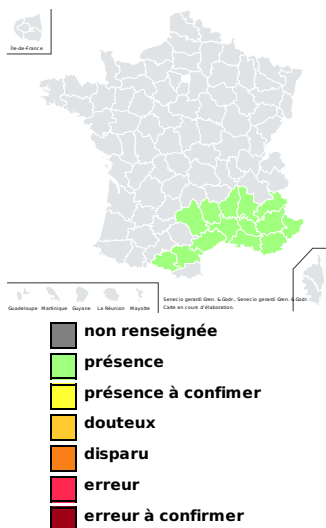 Île-de-France
Guadeloupe Martinique Guyane La Réunion Mayotte
Senecio gerardi Gren. & Godr., Senecio gerardi Gren. & Godr
Carte en cours d'élaboration.
non renseignée
présence
présence à confimer
douteux
disparu
erreur
erreur à confirmer